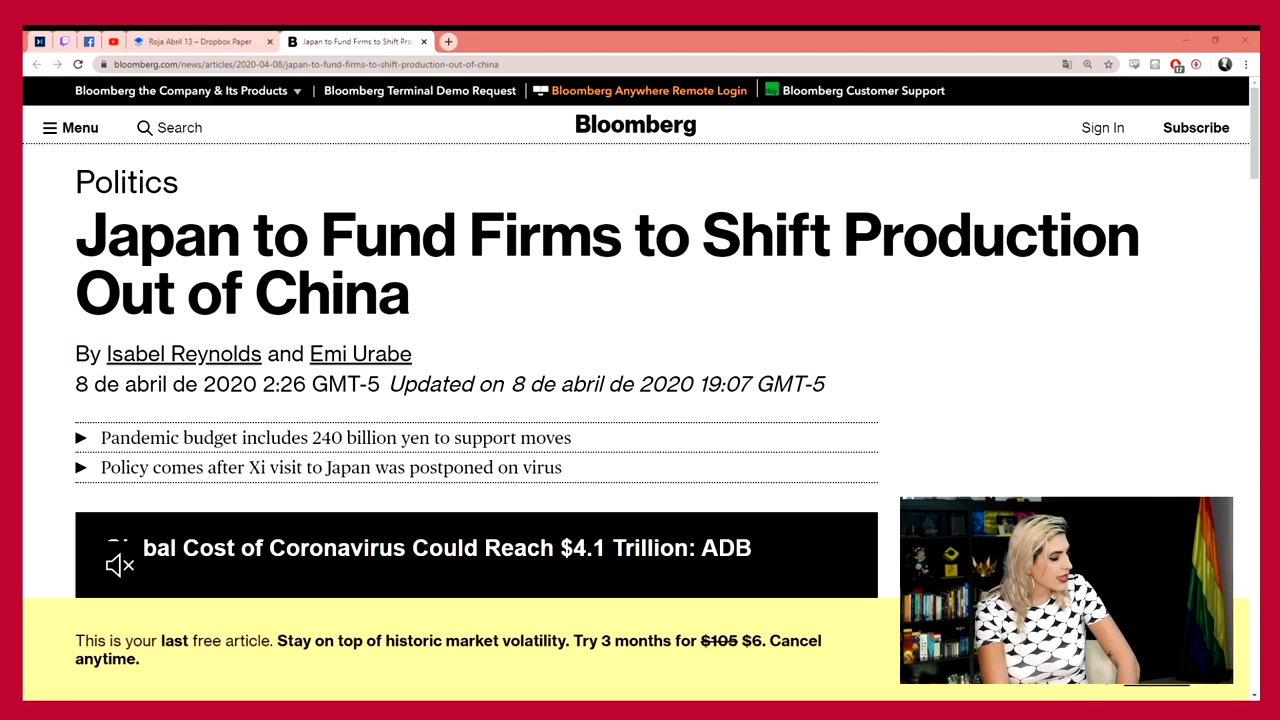 Roja Abril 13 – Dropbox Paper
Japan to Fund Firms to Shift Pro
bloomberg.com/news/articles/2020-04-08/japan-to-fund-firms-to-shift-production-out-of-china
17
Bloomberg the Company & Its Products | Bloomberg Terminal Demo Request | Bloomberg Anywhere Remote Login | Bloomberg Customer Support
Menu Search Bloomberg Sign In Subscribe
Politics
Japan to Fund Firms to Shift Production
Out of China
By Isabel Reynolds and Emi Urabe
8 de abril de 2020 2:26 GMT-5 Updated on 8 de abril de 2020 19:07 GMT-5
Pandemic budget includes 240 billion yen to support moves
Policy comes after Xi visit to Japan was postponed on virus
bal Cost of Coronavirus Could Reach $4.1 Trillion: ADB
This is your last free article. Stay on top of historic market volatility. Try 3 months for $105 $6. Cancel
anytime.